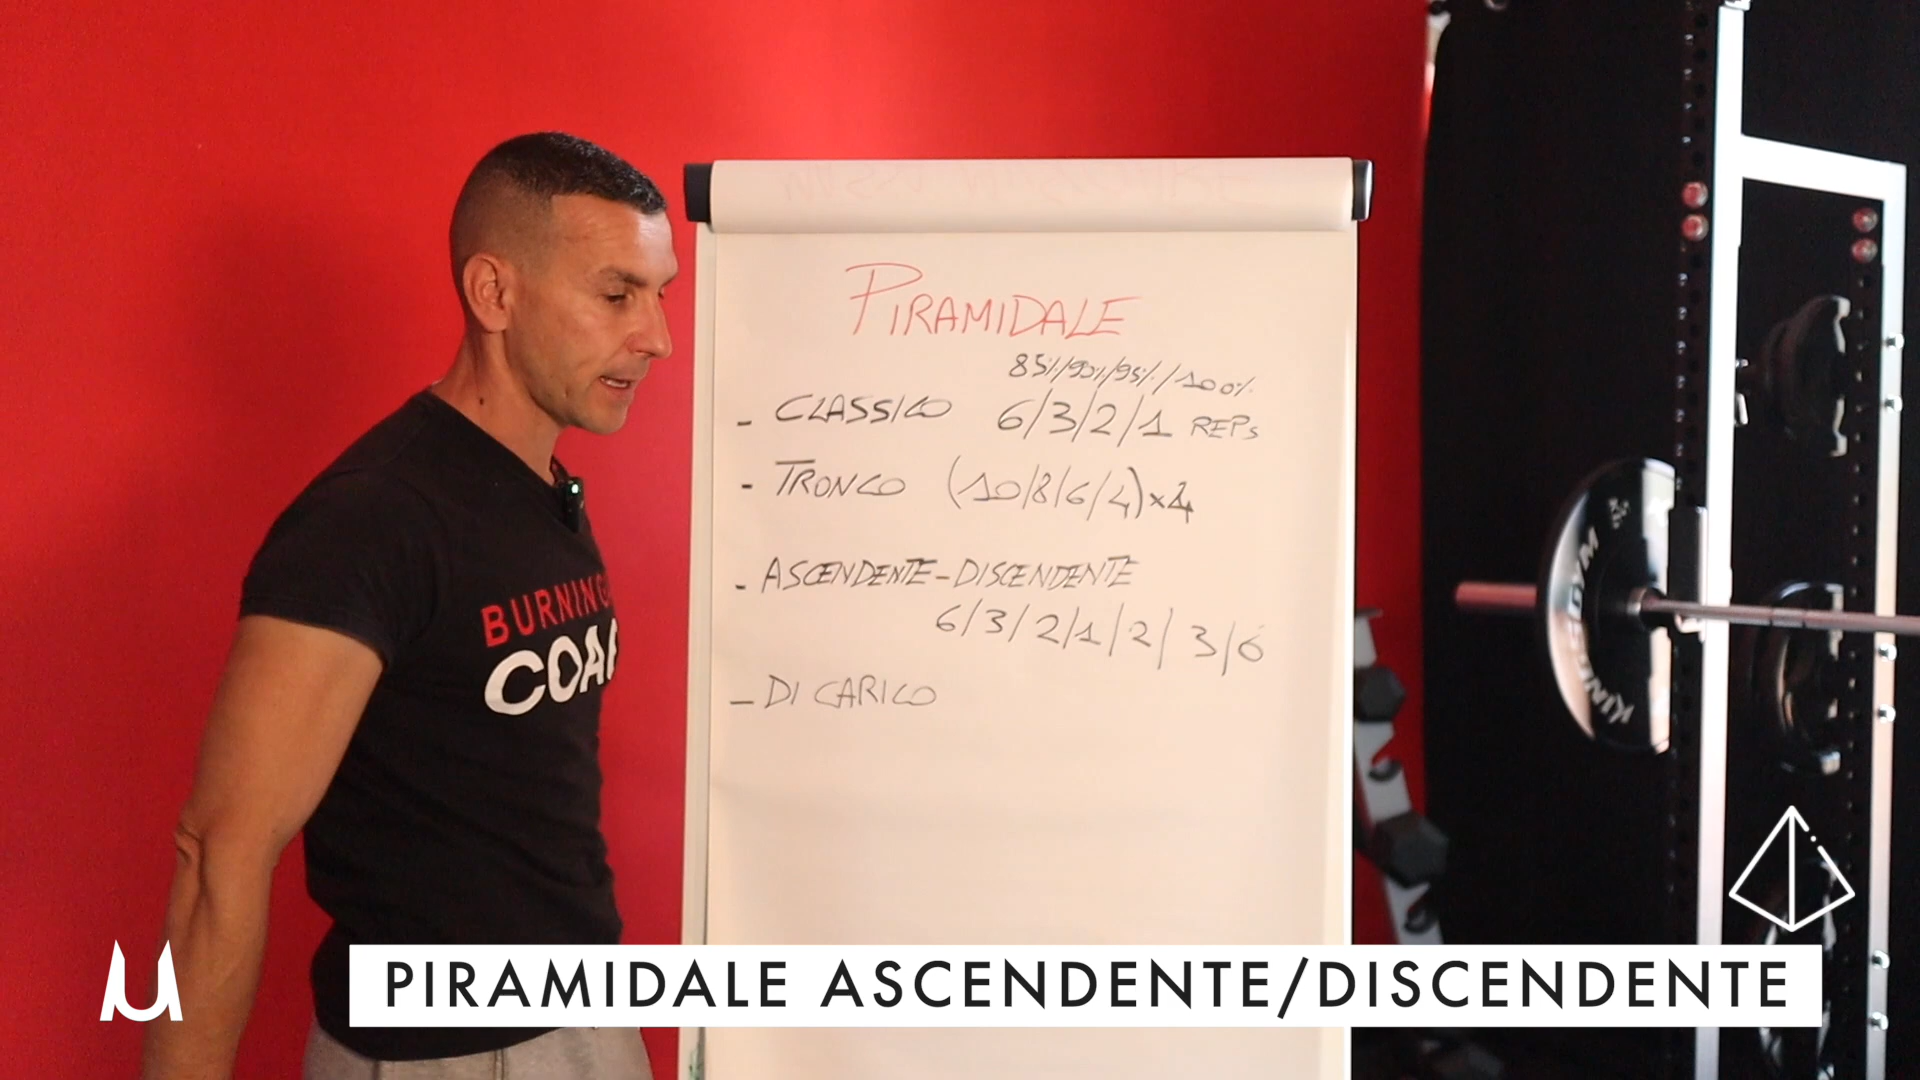 PIRAMIDALE
85%/90%/95%/100%
- CLASSICO 6/3/2/1 REPs
- TRONCO (10/8/6/4)x4
- ASCENDENTE-DISCENDENTE
6/3/2/1/2/3/6
- DI CARICO
BURNING
COA
KINGSGYM
PIRAMIDALE ASCENDENTE/DISCENDENTE